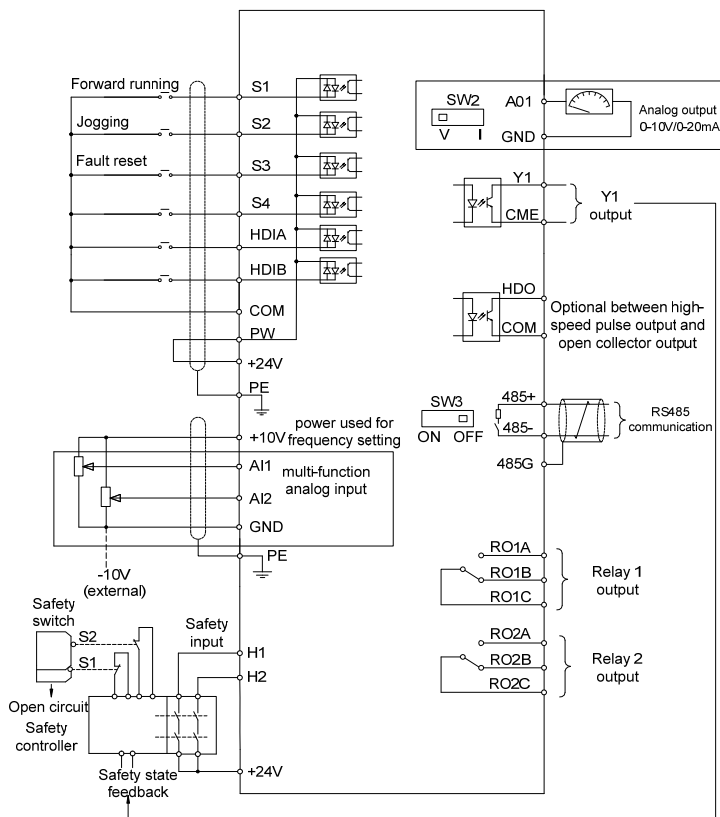 Forward running
S1
Jogging
S2
Fault reset
S3
S4
HDIA
HDIB
COM
PW
+24V
PE
+10V
power used for
frequency setting
AI1
multi-function
analog input
AI2
GND
PE
-10V
(external)
Safety
switch
S2
S1
Open circuit
Safety
controller
Safety
input
H1
H2
+24V
Safety state
feedback
SW2
V I
A01
GND
Analog output
0-10V/0-20mA
Y1
CME
Y1
output
HDO
COM
Optional between high-
speed pulse output and
open collector output
SW3
ON OFF
485+
485-
485G
RS485
communication
RO1A
RO1B
RO1C
Relay 1
output
RO2A
RO2B
RO2C
Relay 2
output